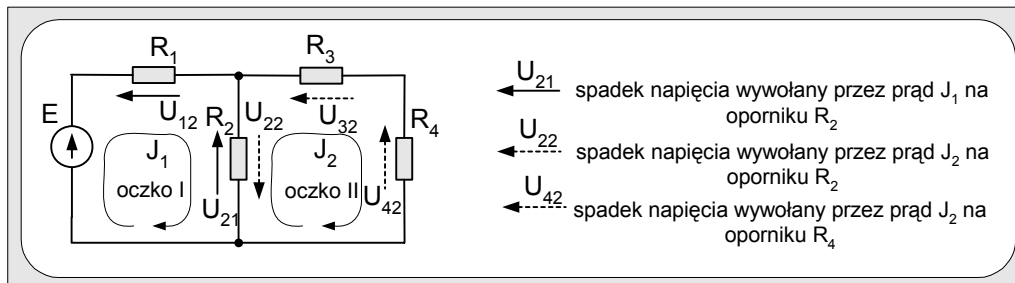 R1
R3
E
U12
R2
U22
U32
R4
J1
J2
oczko I
oczko II
U21
U42
U21
spadek napięcia wywołany przez prąd J1 na
oporniku R2
U22
spadek napięcia wywołany przez prąd J2 na
oporniku R2
U42
spadek napięcia wywołany przez prąd J2 na
oporniku R4